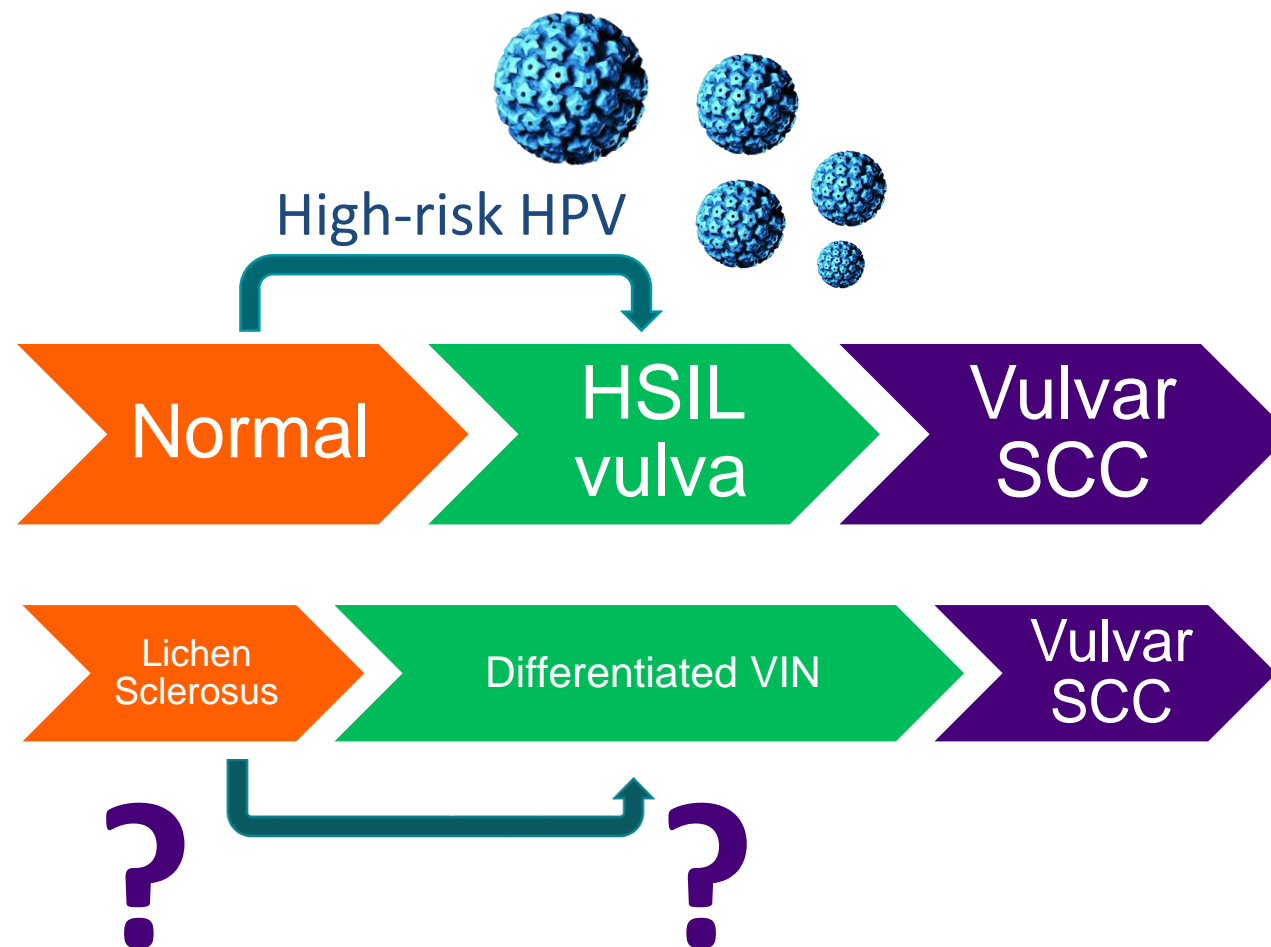 High-risk HPV
Normal
HSIL
vulva
Vulvar
SCC
Lichen
Sclerosus
Differentiated VIN
Vulvar
SCC
?
?